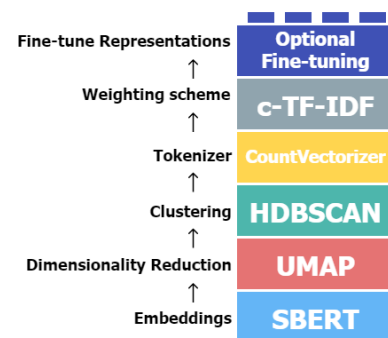 Fine-tune Representations
Optional
Fine-tuning
↑
Weighting scheme
c-TF-IDF
↑
Tokenizer
CountVectorizer
↑
Clustering
HDBSCAN
↑
Dimensionality Reduction
UMAP
↑
Embeddings
SBERT